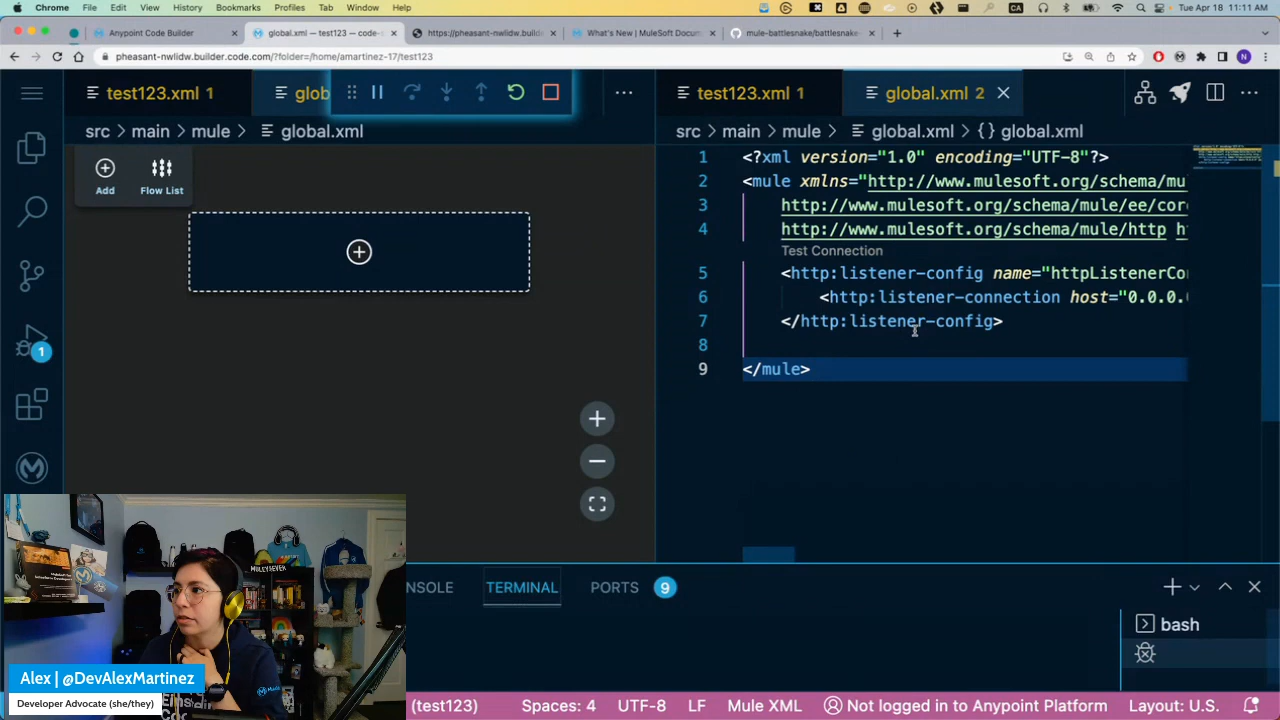 Chrome File Edit View History Bookmarks Profiles Tab Window Help Tue Apr 18 11:11 AM
Anypoint Code Builder
global.xml — test123 — code-
https://pheasant-nwlidw.builder.
What's New | MuleSoft Docum
mule-battlesnake/battlesnake-
pheasant-nwlidw.builder.code.com/?folder=/home/amartinez-17/test123
test123.xml 1
glob
test123.xml 1
global.xml 2
src > main > mule > global.xml
src > main > mule > global.xml > {} global.xml
Add
Flow List
1 <?xml version="1.0" encoding="UTF-8"?>
2 <mule xmlns="http://www.mulesoft.org/schema/mu
3 http://www.mulesoft.org/schema/mule/ee/cor
4 http://www.mulesoft.org/schema/mule/http h
Test Connection
5 <http:listener-config name="httpListenerCo
6 <http:listener-connection host="0.0.0.
7 </http:listener-config>
8
9 </mule>
1
NSOLE
TERMINAL
PORTS 9
bash
MULEYSEVEN
Alex | @DevAlexMartinez
Developer Advocate (she/they)
(test123) Spaces: 4 UTF-8 LF Mule XML Not logged in to Anypoint Platform Layout: U.S.